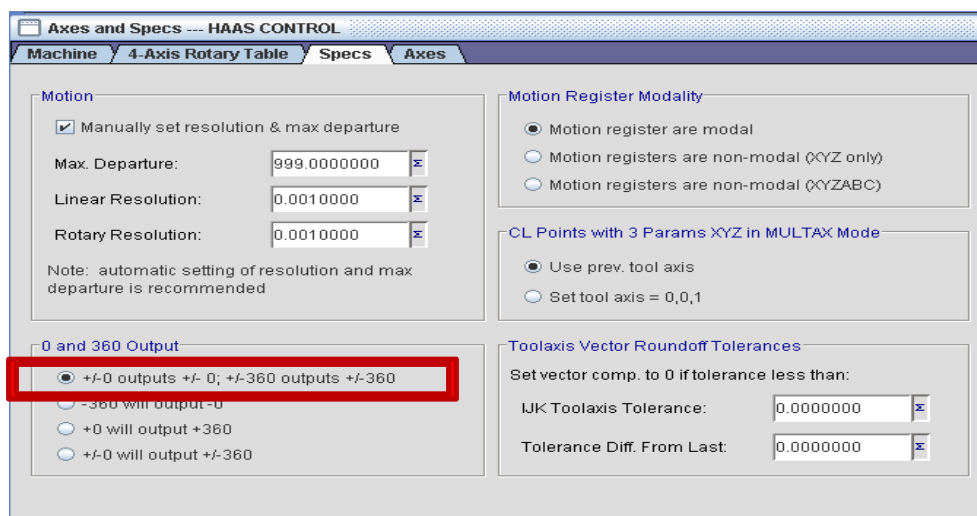 Axes and Specs --- HAAS CONTROL
Machine 4-Axis Rotary Table Specs Axes
Motion
Manually set resolution & max departure
Max. Departure: 999.0000000
Linear Resolution: 0.0010000
Rotary Resolution: 0.0010000
Note: automatic setting of resolution and max
departure is recommended
0 and 360 Output
+/-0 outputs +/- 0; +/-360 outputs +/-360
-360 will output -0
+0 will output +360
+/-0 will output +/-360
Motion Register Modality
Motion register are modal
Motion registers are non-modal (XYZ only)
Motion registers are non-modal (XYZABC)
CL Points with 3 Params XYZ in MULTAX Mode
Use prev. tool axis
Set tool axis = 0,0,1
Toolaxis Vector Roundoff Tolerances
Set vector comp. to 0 if tolerance less than:
IJK Toolaxis Tolerance: 0.0000000
Tolerance Diff. From Last: 0.0000000